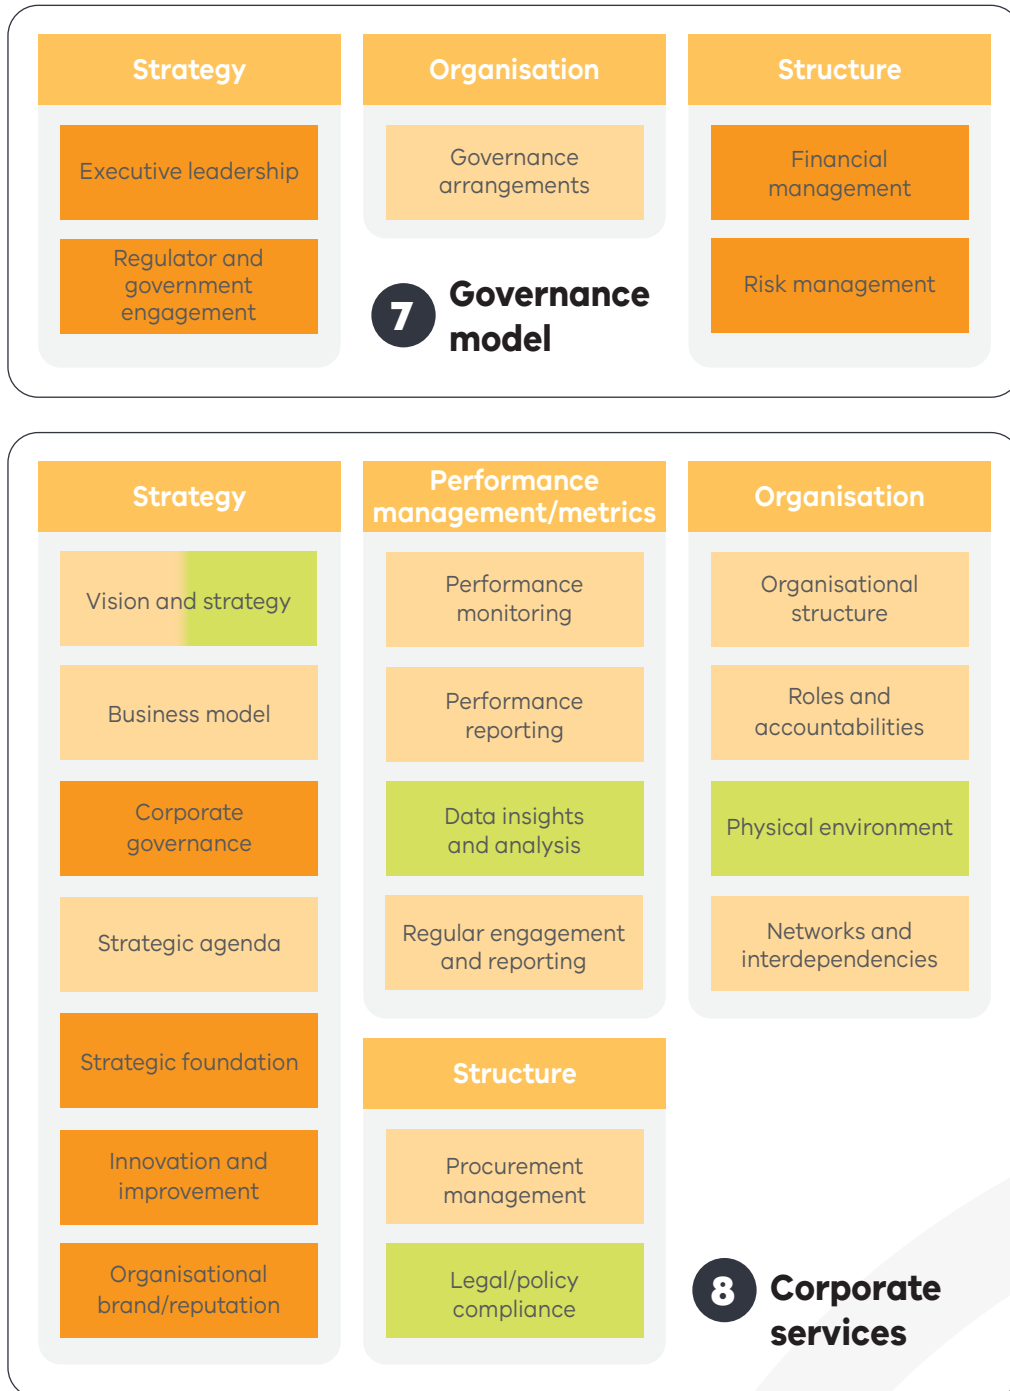 Strategy
Executive leadership
Regulator and
government
engagement
Organisation
Governance
arrangements
7
Governance
model
Structure
Financial
management
Risk management
Strategy
Vision and strategy
Business model
Corporate
governance
Strategic agenda
Strategic foundation
Innovation and
improvement
Organisational
brand/reputation
Performance
management/metrics
Performance
monitoring
Performance
reporting
Data insights
and analysis
Regular engagement
and reporting
Structure
Procurement
management
Legal/policy
compliance
Organisation
Organisational
structure
Roles and
accountabilities
Physical environment
Networks and
interdependencies
8
Corporate
services